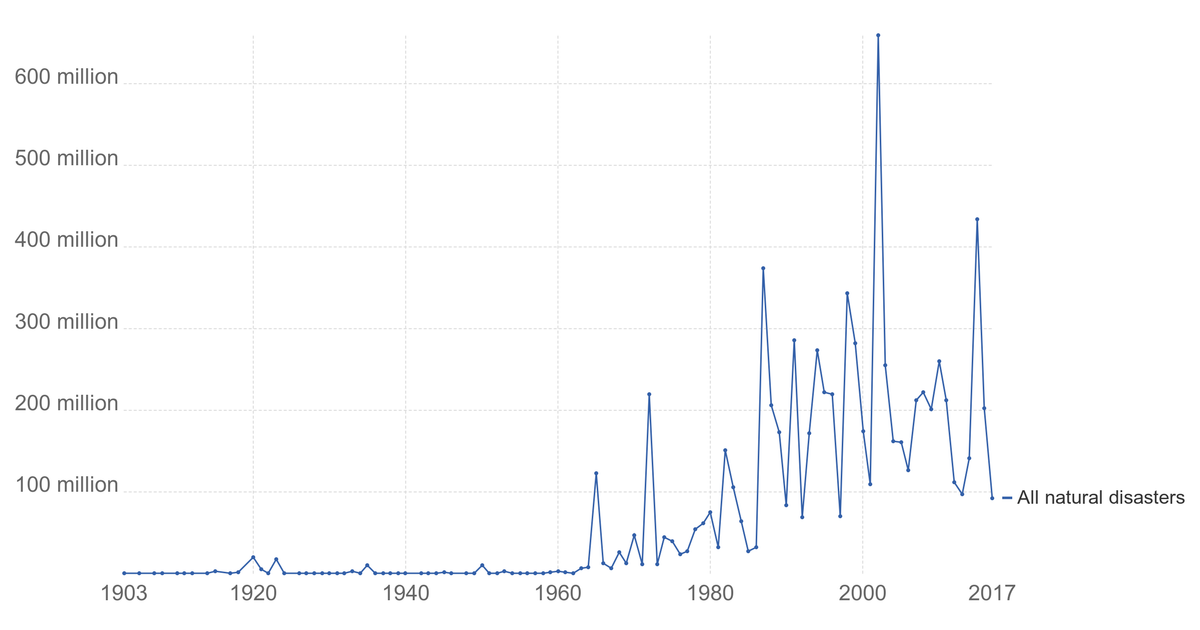 600 million
500 million
400 million
300 million
200 million
100 million
All natural disasters
1903 1920 1940 1960 1980 2000 2017